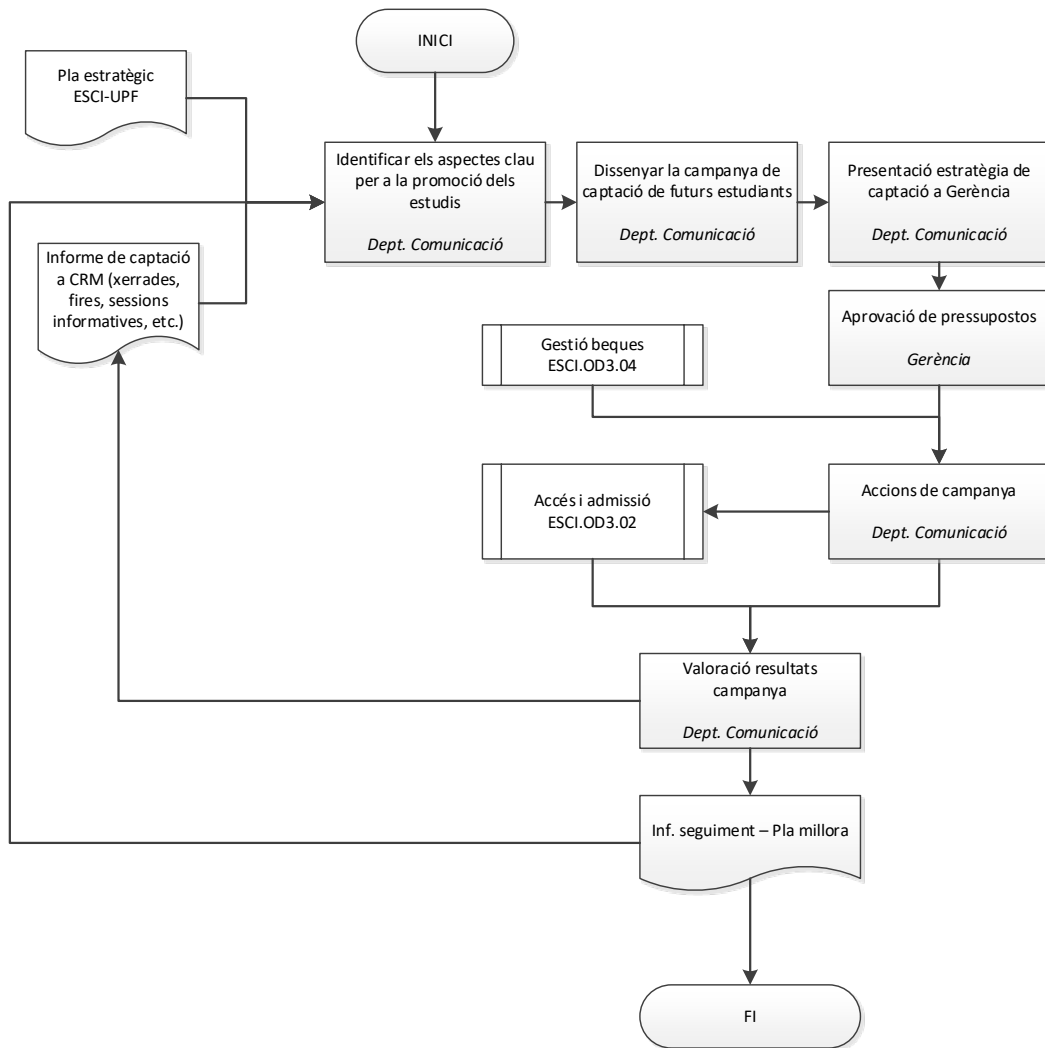 INICI
Pla estratègic
ESCI-UPF
Identificar els aspectes clau
per a la promoció dels
estudis
Dept. Comunicació
Dissenyar la campanya de
captació de futurs estudiants
Dept. Comunicació
Presentació estratègia de
captació a Gerència
Dept. Comunicació
Informe de captació
a CRM (xerrades,
fires, sessions
informatives, etc.)
Aprovació de pressupostos
Gerència
Gestió beques
ESCI.OD3.04
Accés i admissió
ESCI.OD3.02
Accions de campanya
Dept. Comunicació
Valoració resultats
campanya
Dept. Comunicació
Inf. seguiment – Pla millora
FI